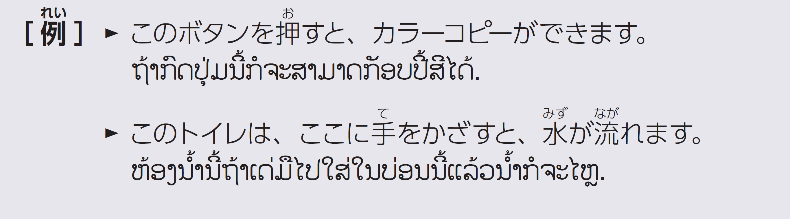 [例] ► このボタンを押すと、カラーコピーができます。
ຖ້າກົດປຸ່ມນີ້ກໍຈະສາມາດກັອບປີ້ສີໄດ້.
► このトイレは、ここに手をかざすと、水が流れます。
ຫ້ອງນ້ຳນີ້ຖ້າເດ່ມືໄປໃສ່ໃນບ່ອນນີ້ແລ້ວນ້ຳກໍຈະໄຫຼ.